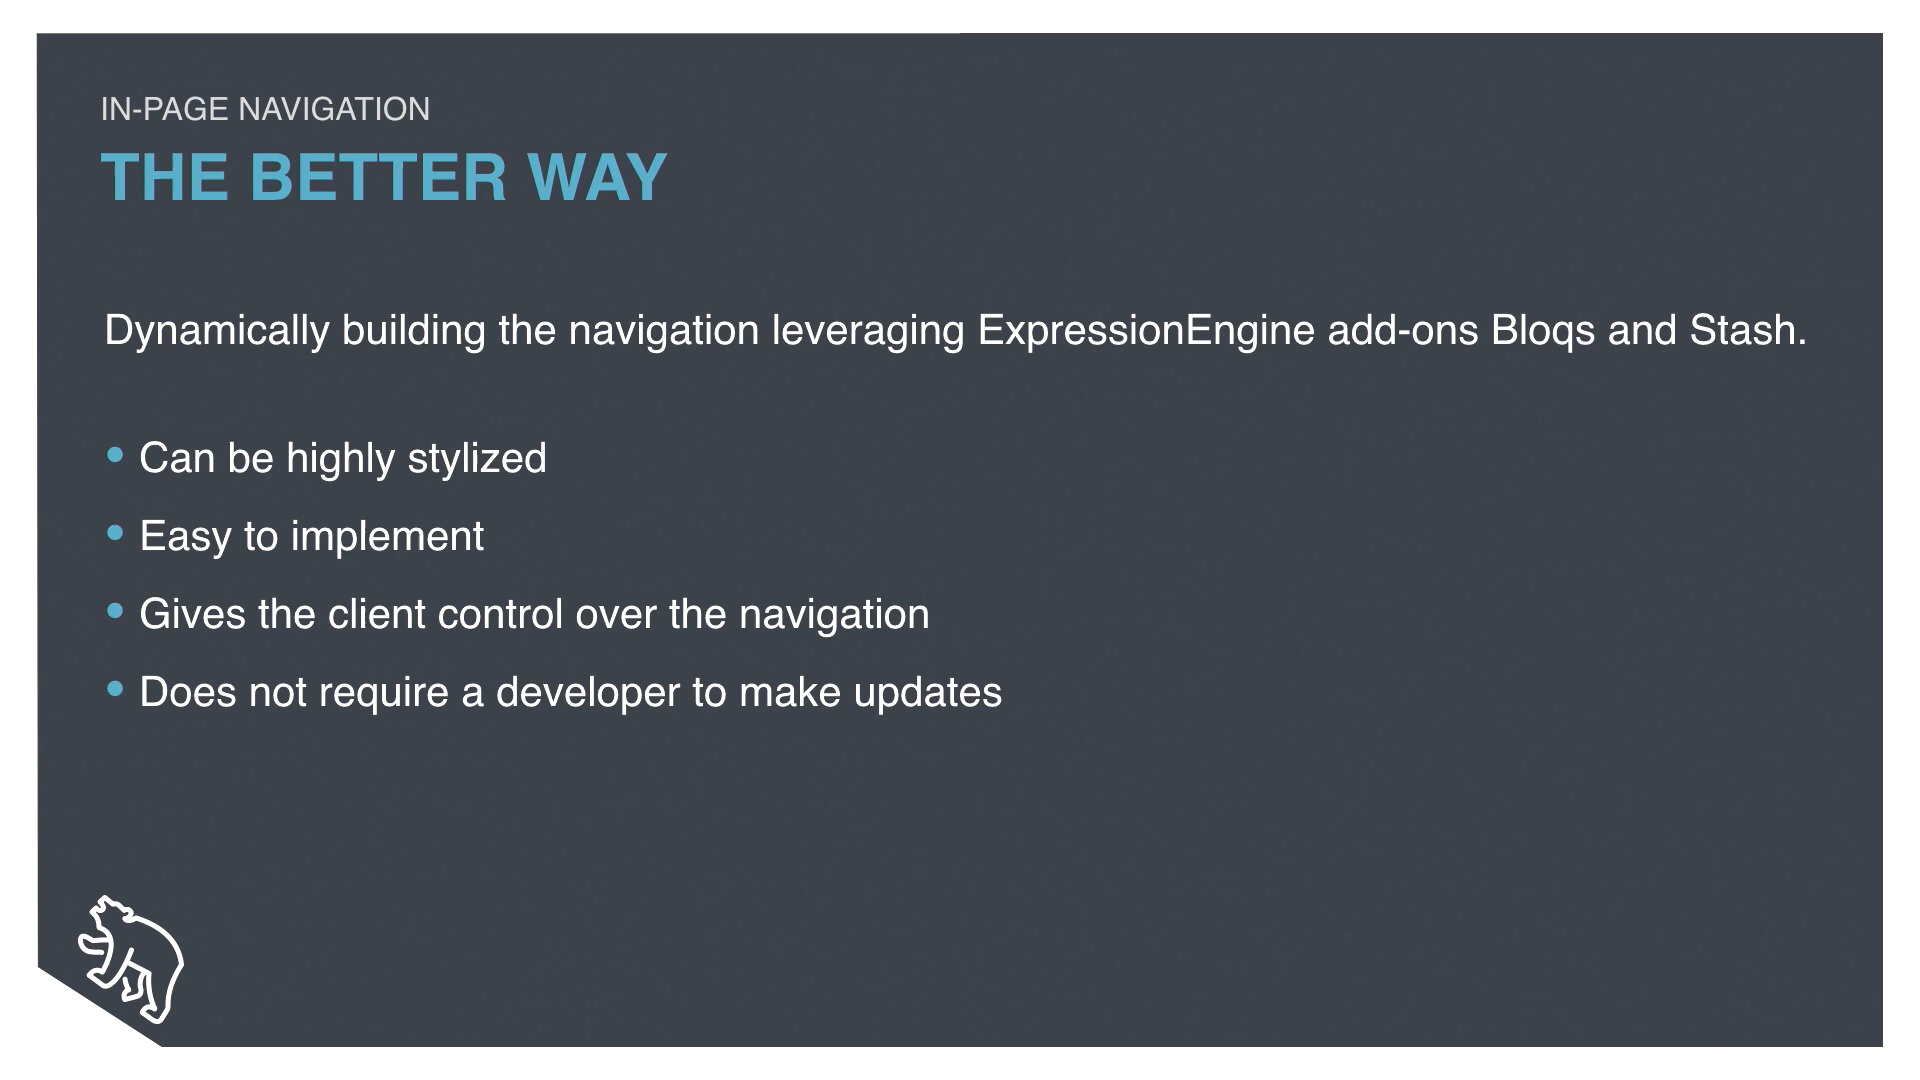 IN-PAGE NAVIGATION
THE BETTER WAY
Dynamically building the navigation leveraging ExpressionEngine add-ons Bloqs and Stash.
• Can be highly stylized
• Easy to implement
• Gives the client control over the navigation
• Does not require a developer to make updates